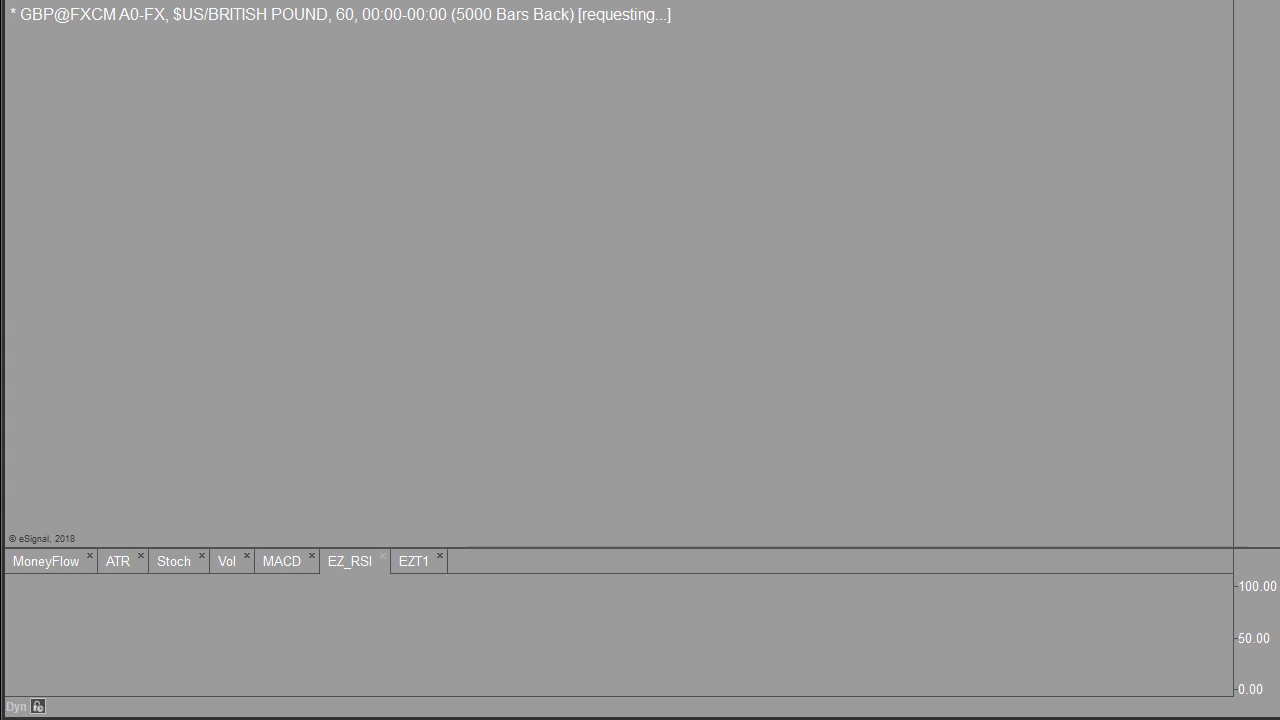 * GBP@FXCM A0-FX, $US/BRITISH POUND, 60, 00:00-00:00 (5000 Bars Back) [requesting...]
© eSignal, 2018
MoneyFlow ATR Stoch Vol MACD EZ_RSI EZT1
100.00
50.00
0.00
Dyn